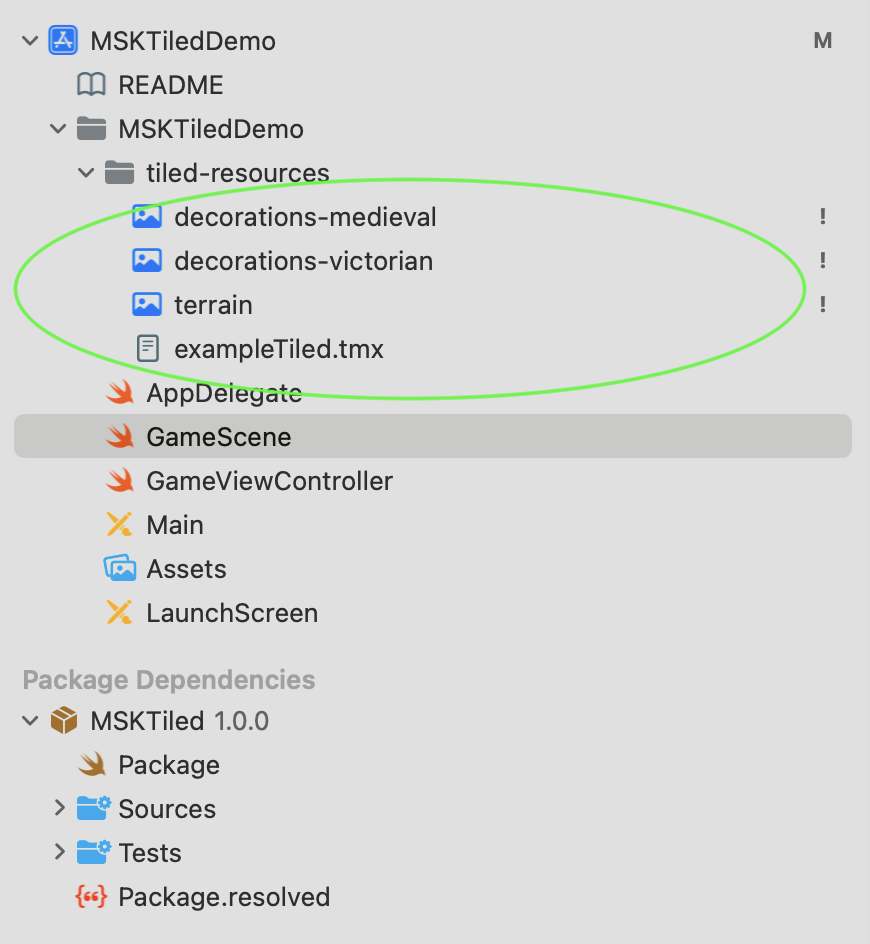 MSKTiledDemo M
README
MSKTiledDemo
tiled-resources
decorations-medieval !
decorations-victorian !
terrain !
exampleTiled.tmx
AppDelegate
GameScene
GameViewController
Main
Assets
LaunchScreen
Package Dependencies
MSKTiled 1.0.0
Package
Sources
Tests
Package.resolved